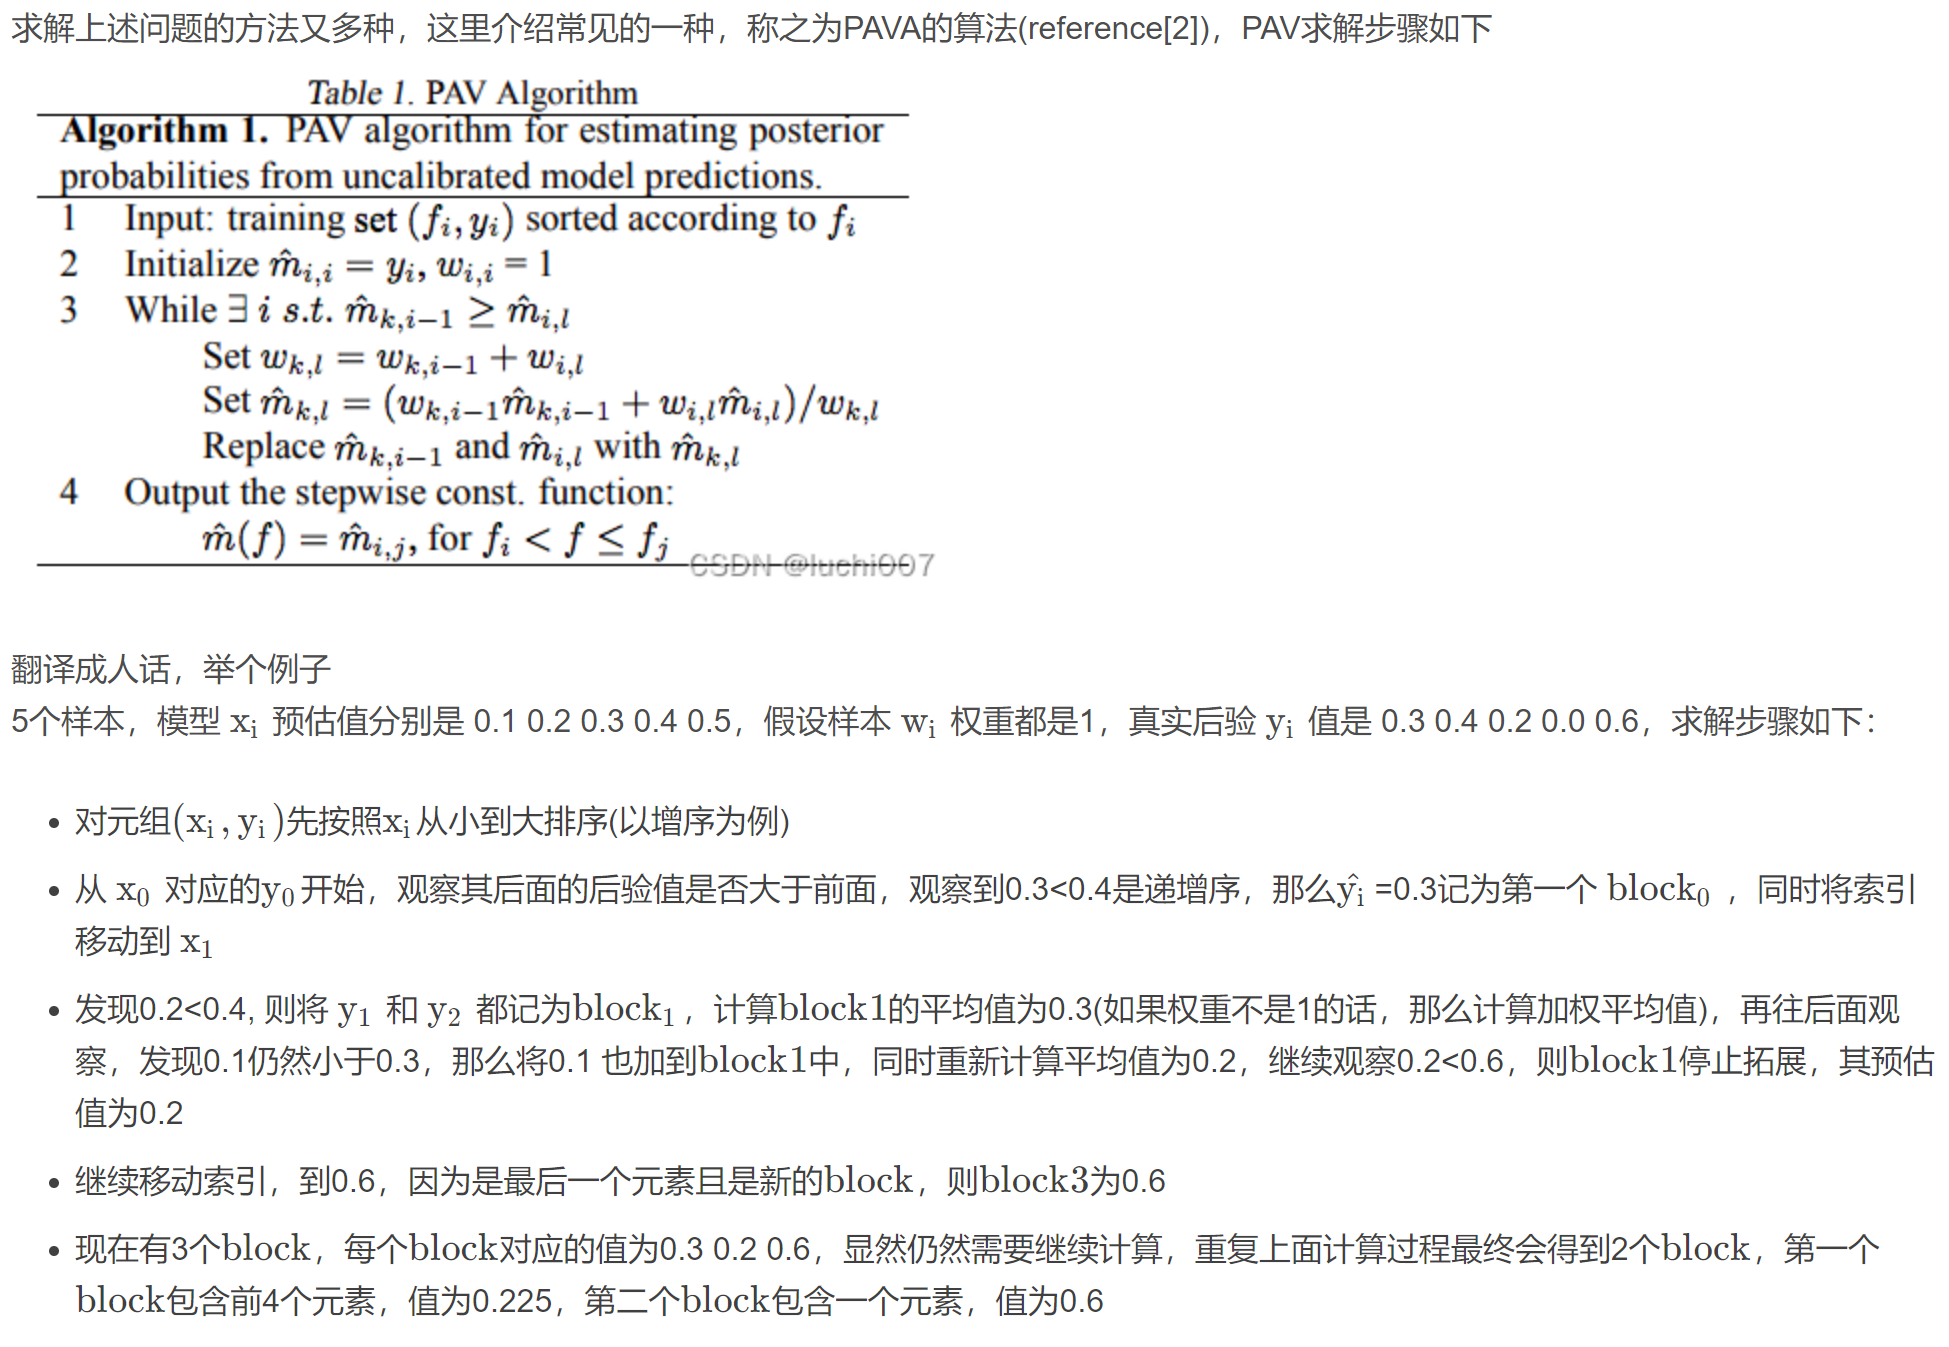 求解上述问题的方法又多种，这里介绍常见的一种，称之为PAVA的算法(reference[2])，PAV求解步骤如下
Table 1. PAV Algorithm
Algorithm 1. PAV algorithm for estimating posterior
probabilities from uncalibrated model predictions.
1 Input: training set (f_i, y_i) sorted according to f_i
2 Initialize m̂_{i,i} = y_i, w_{i,i} = 1
3 While ∃ i s.t. m̂_{k,i−1} ≥ m̂_{i,l}
Set w_{k,l} = w_{k,i−1} + w_{i,l}
Set m̂_{k,l} = (w_{k,i−1}m̂_{k,i−1} + w_{i,l}m̂_{i,l})/w_{k,l}
Replace m̂_{k,i−1} and m̂_{i,l} with m̂_{k,l}
4 Output the stepwise const. function:
m̂(f) = m̂_{i,j}, for f_i < f ≤ f_j
CSDN @luchi007
翻译成人话，举个例子
5个样本，模型 x_i 预估值分别是 0.1 0.2 0.3 0.4 0.5，假设样本 w_i 权重都是1，真实后验 y_i 值是 0.3 0.4 0.2 0.0 0.6，求解步骤如下：
• 对元组(x_i, y_i)先按照x_i从小到大排序(以增序为例)
• 从 x_0 对应的y_0开始，观察其后面的后验值是否大于前面，观察到0.3<0.4是递增序，那么ŷ_i =0.3记为第一个 block_0 ，同时将索引
移动到 x_1
• 发现0.2<0.4, 则将 y_1 和 y_2 都记为block_1，计算block1的平均值为0.3(如果权重不是1的话，那么计算加权平均值)，再往后面观
察，发现0.1仍然小于0.3，那么将0.1 也加到block1中，同时重新计算平均值为0.2，继续观察0.2<0.6，则block1停止拓展，其预估
值为0.2
• 继续移动索引，到0.6，因为是最后一个元素且是新的block，则block3为0.6
• 现在有3个block，每个block对应的值为0.3 0.2 0.6，显然仍然需要继续计算，重复上面计算过程最终会得到2个block，第一个
block包含前4个元素，值为0.225，第二个block包含一个元素，值为0.6